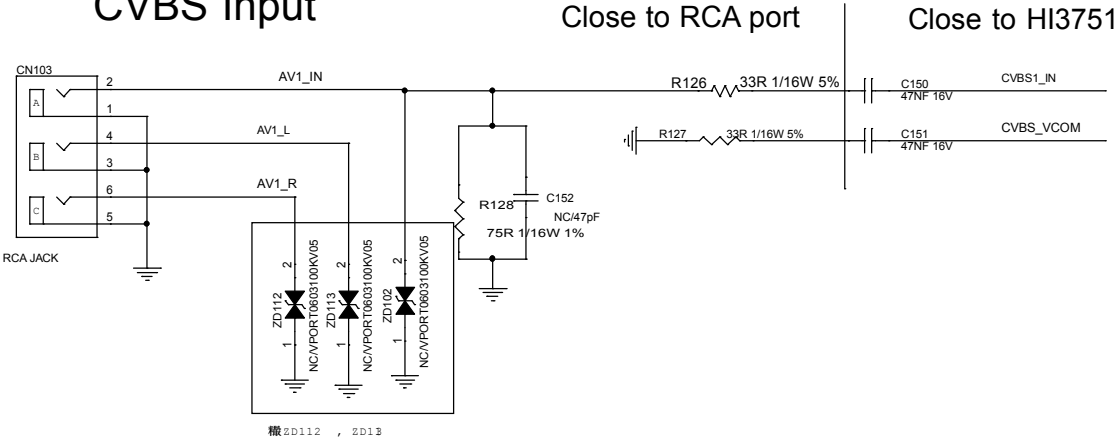 CVBS Input
Close to RCA port
Close to HI3751
CN103
A
B
C
RCA JACK
2
1
4
3
6
5
AV1_IN
AV1_L
AV1_R
R126
33R 1/16W 5%
C150
47NF 16V
CVBS1_IN
R127
33R 1/16W 5%
C151
47NF 16V
CVBS_VCOM
R128
75R 1/16W 1%
C152
NC/47pF
2
ZD112
1
NC/VPORT0603100KV05
2
ZD113
1
NC/VPORT0603100KV05
2
ZD102
1
NC/VPORT0603100KV05
ZD112 , ZD113